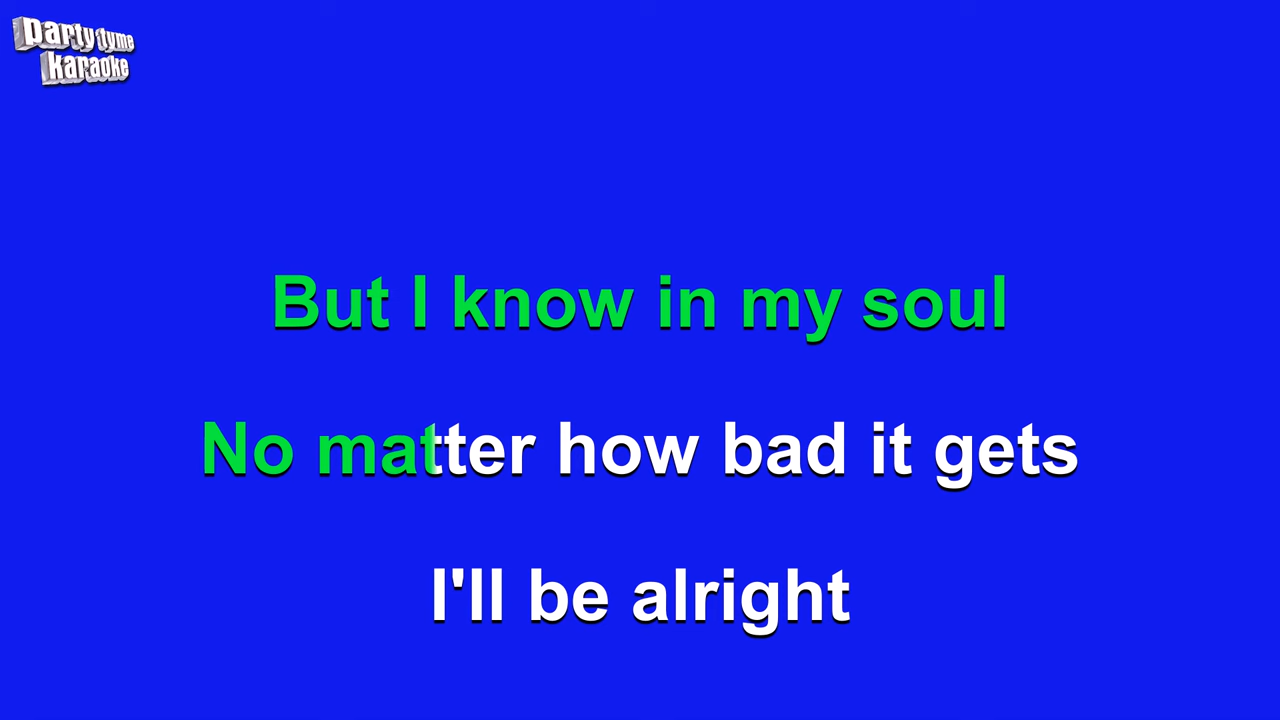 party tyme
karaoke
But I know in my soul
No matter how bad it gets
I'll be alright